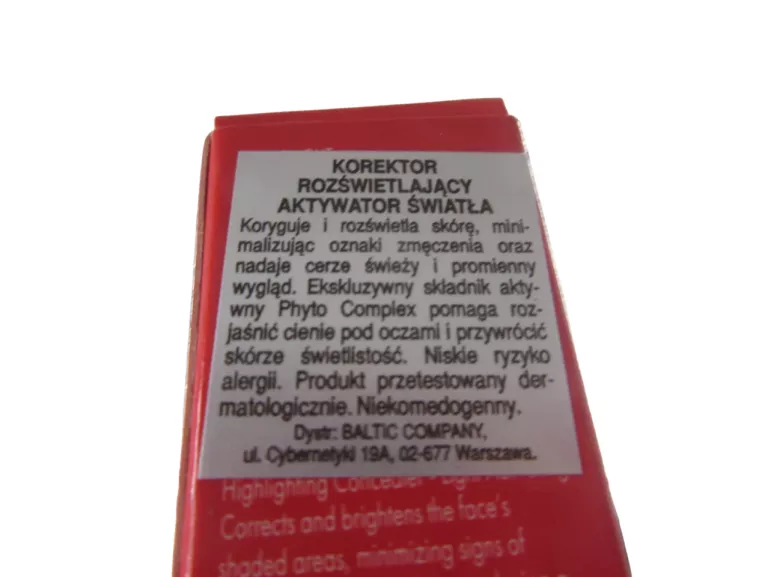 KOREKTOR
ROZŚWIETLAJĄCY
AKTYWATOR ŚWIATŁA
Koryguje i rozświetla skórę, mini-
malizując oznaki zmęczenia oraz
nadaje cerze świeży i promienny
wygląd. Ekskluzywny składnik akty-
wny Phyto Complex pomaga roz-
jaśnić cienie pod oczami i przywrócić
skórze świetlistość. Niskie ryzyko
alergii. Produkt przetestowany der-
matologicznie. Niekomedogenny.
Dystr: BALTIC COMPANY,
ul. Cybernetyki 19A, 02-677 Warszawa.
Highlighting Concealer
Corrects and brightens the face's
shaded areas, minimizing signs of